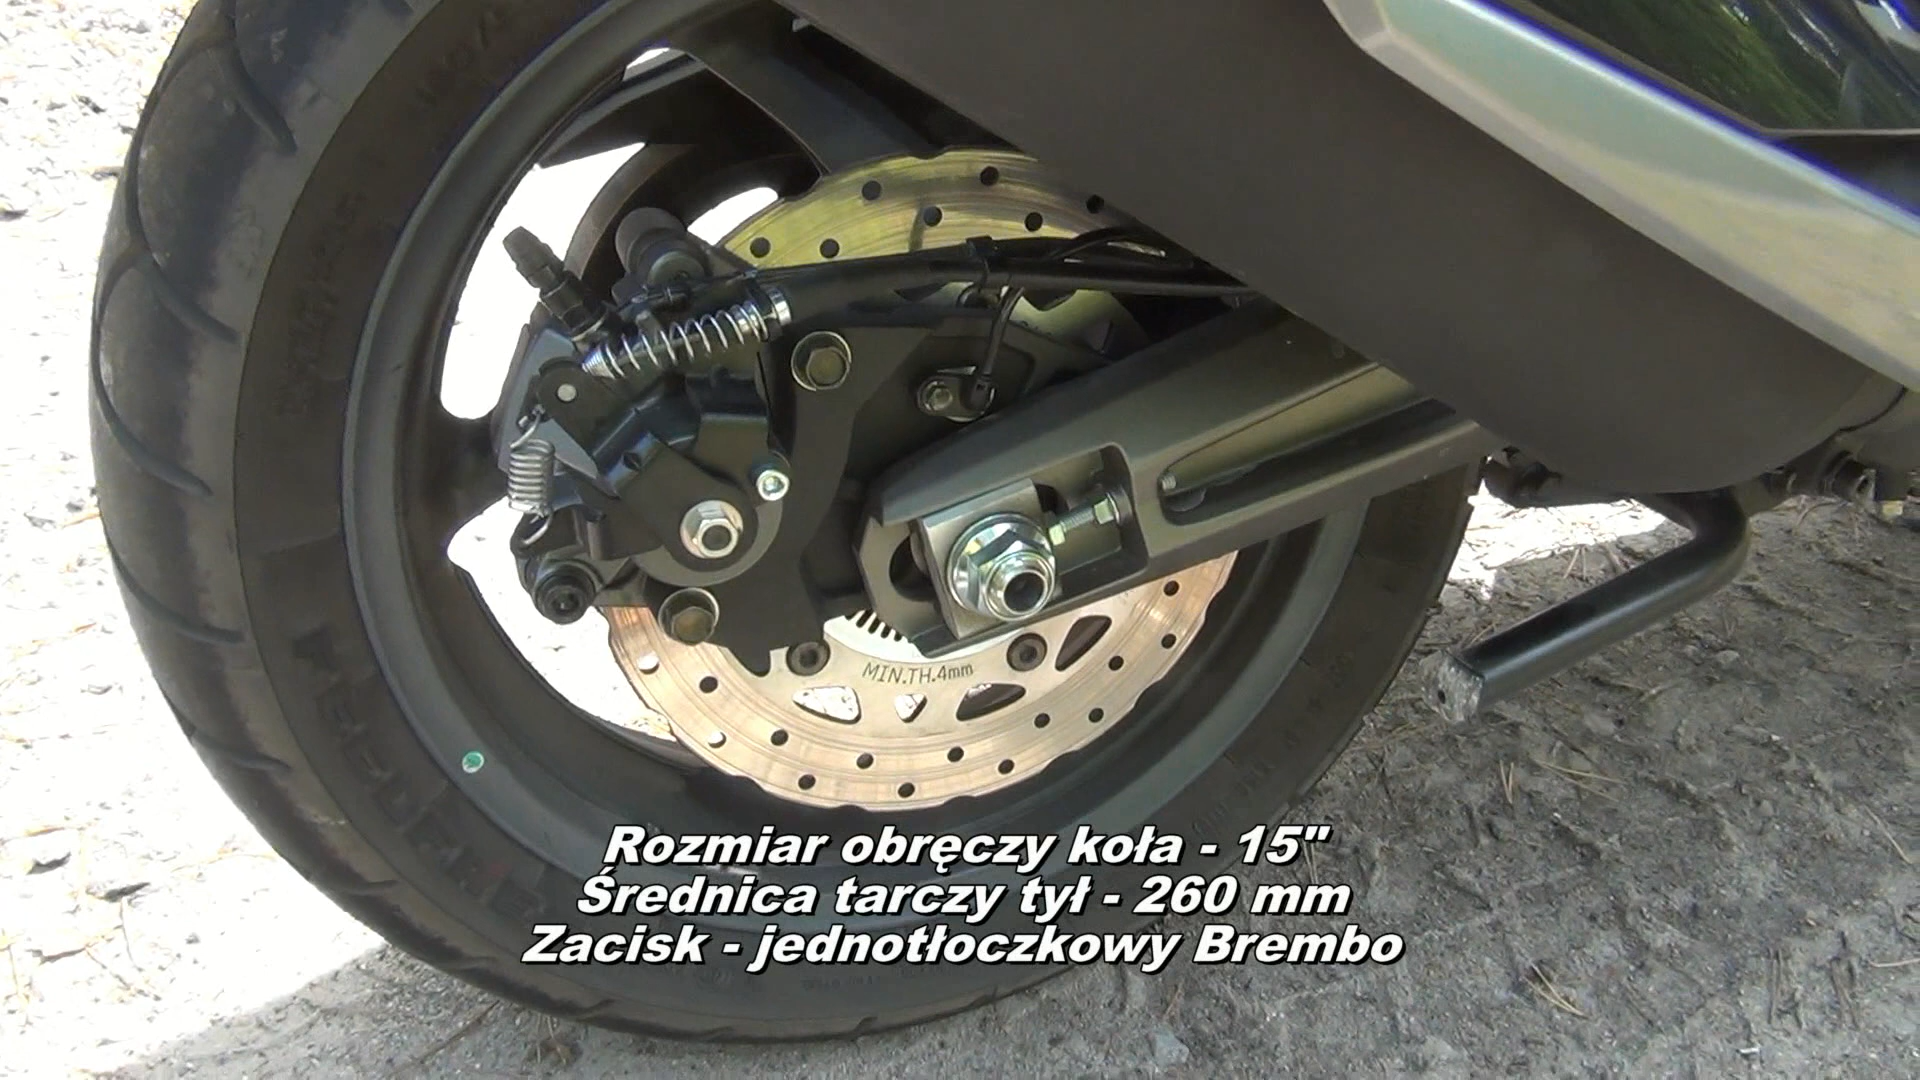 MIN.TH.4mm
Rozmiar obręczy koła - 15"
Średnica tarczy tył - 260 mm
Zacisk - jednotłoczkowy Brembo